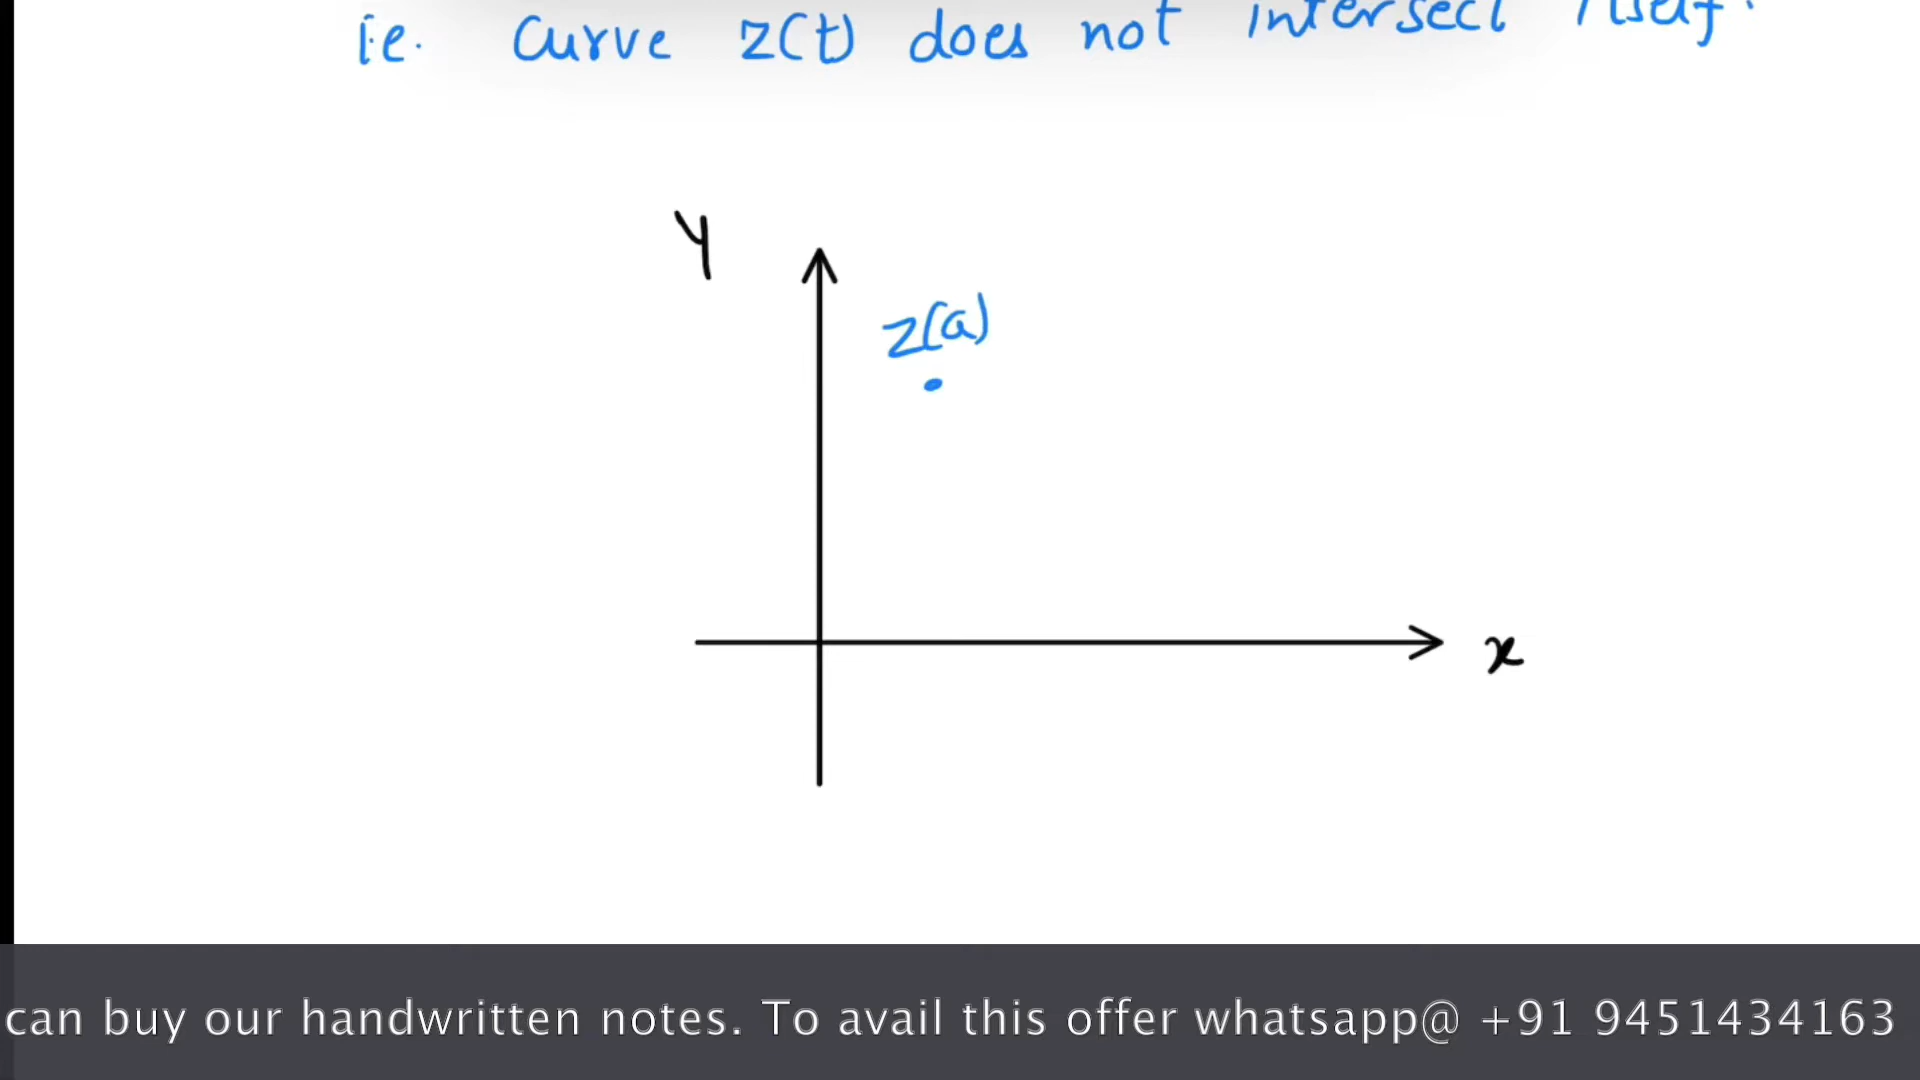 i.e. Curve z(t) does not intersect itself.
Y
z(a)
x
can buy our handwritten notes. To avail this offer whatsapp@ +91 9451434163